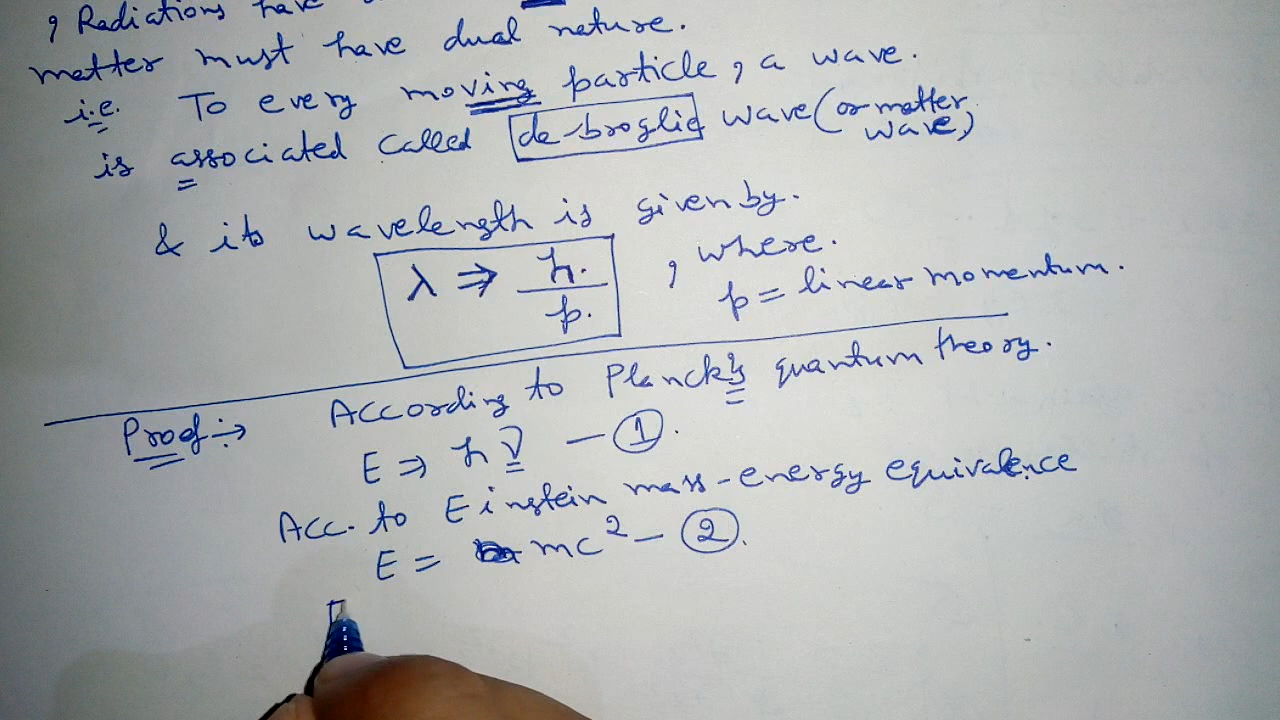 Radiations have
matter must have dual nature.
i.e. To every moving particle, a wave.
is associated called de-broglie wave (or matter wave)
& its wavelength is given by.
λ ⇒ h/p. , where.
p = linear momentum.
Proof :→ According to Planck's quantum theory.
E ⇒ hν — ①.
Acc. to Einstein mass-energy equivalence
E = mc² — ②.